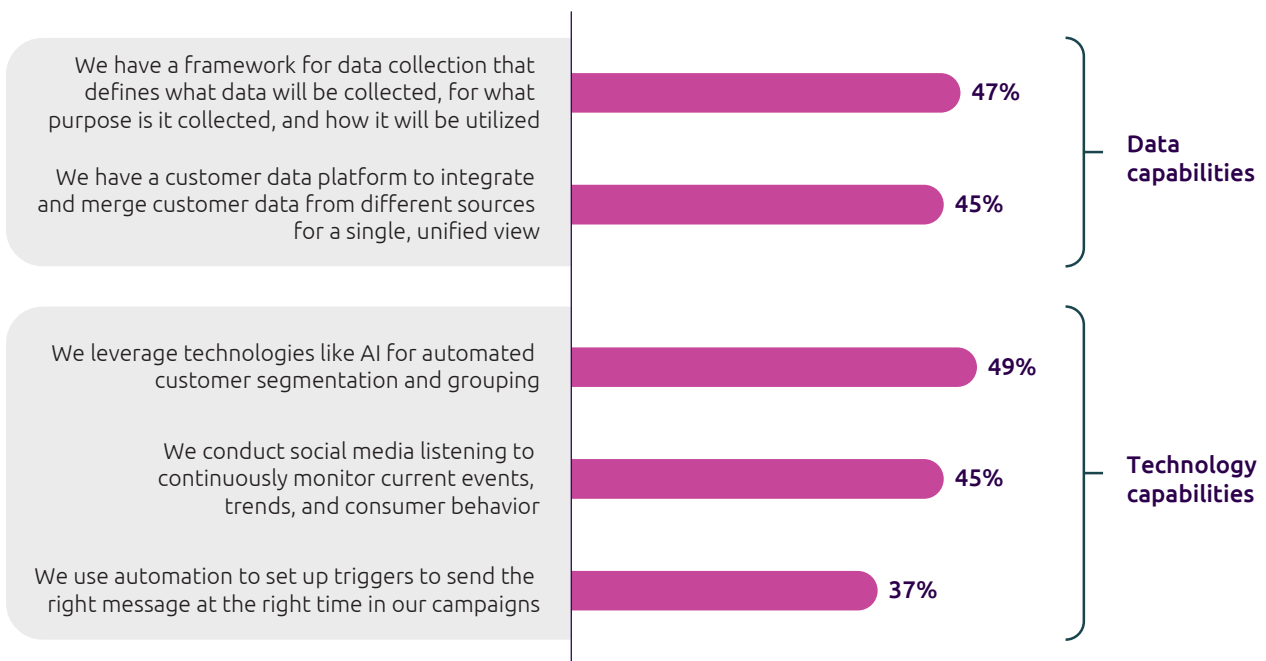 We have a framework for data collection that
defines what data will be collected, for what
purpose is it collected, and how it will be utilized
47%
We have a customer data platform to integrate
and merge customer data from different sources
for a single, unified view
45%
Data
capabilities
We leverage technologies like AI for automated
customer segmentation and grouping
49%
We conduct social media listening to
continuously monitor current events,
trends, and consumer behavior
45%
We use automation to set up triggers to send the
right message at the right time in our campaigns
37%
Technology
capabilities